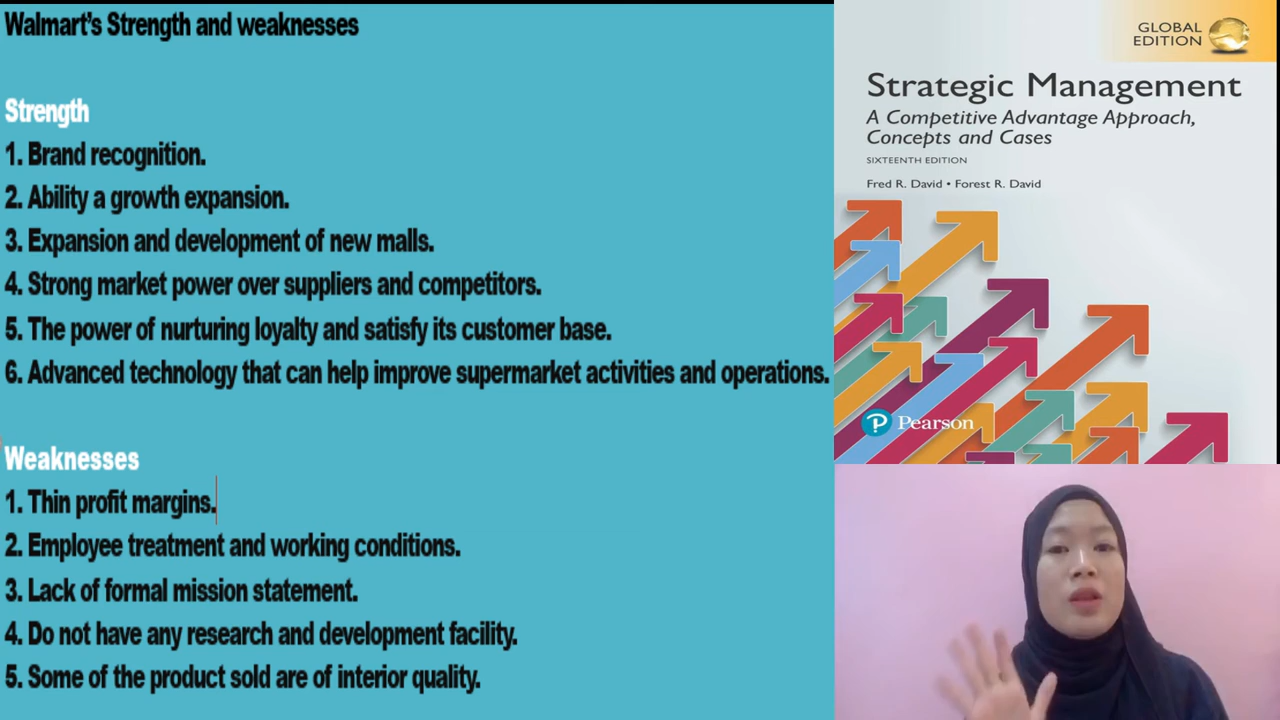 Walmart's Strength and weaknesses
Strength
1. Brand recognition.
2. Ability a growth expansion.
3. Expansion and development of new malls.
4. Strong market power over suppliers and competitors.
5. The power of nurturing loyalty and satisfy its customer base.
6. Advanced technology that can help improve supermarket activities and operations.
Weaknesses
1. Thin profit margins.
2. Employee treatment and working conditions.
3. Lack of formal mission statement.
4. Do not have any research and development facility.
5. Some of the product sold are of interior quality.
GLOBAL
EDITION
Strategic Management
A Competitive Advantage Approach,
Concepts and Cases
SIXTEENTH EDITION
Fred R. David • Forest R. David
P Pearson